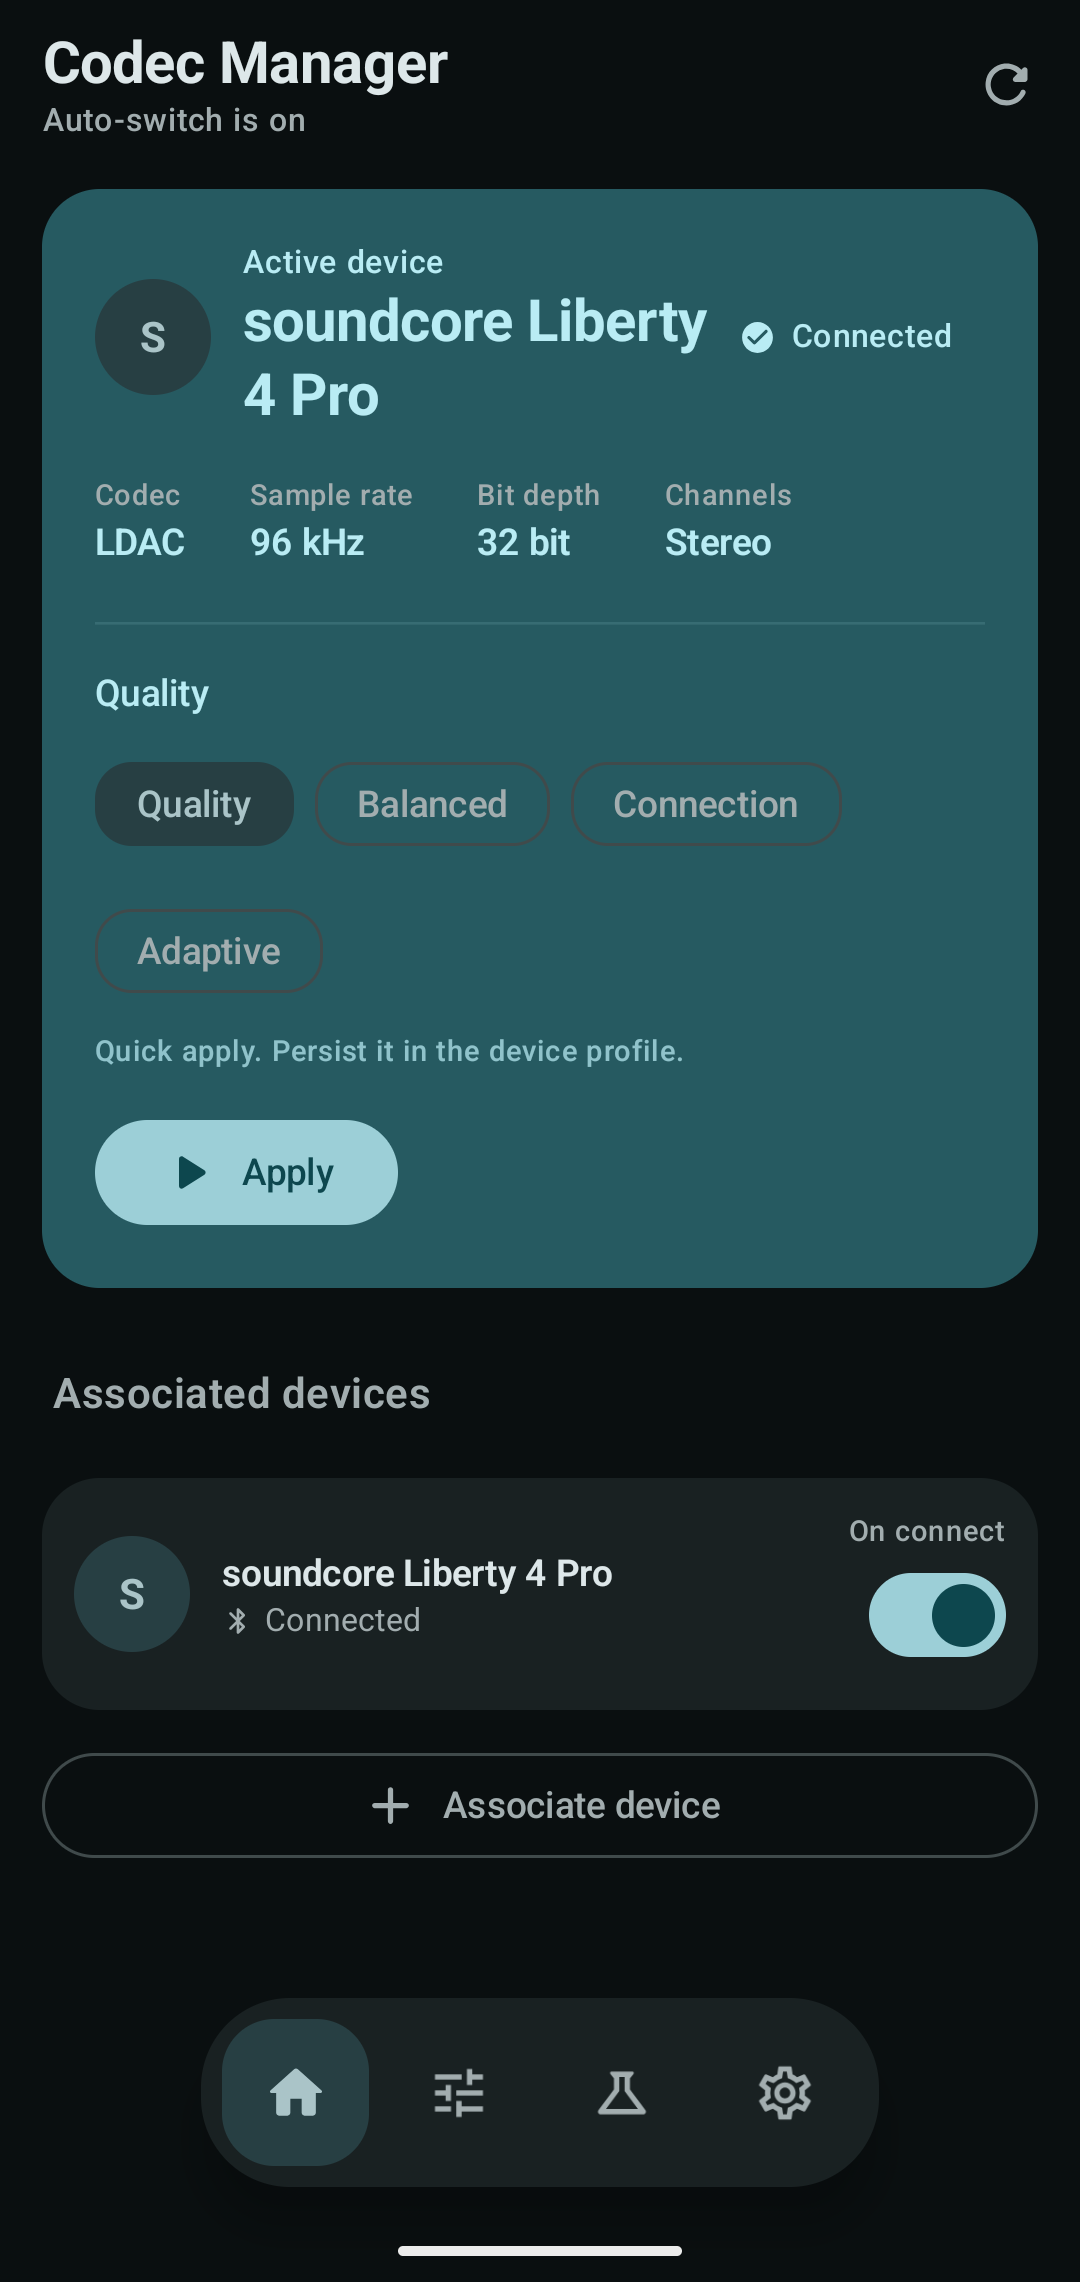 Codec Manager
Auto-switch is on
Active device
S
soundcore Liberty
4 Pro
Connected
Codec
Sample rate
Bit depth
Channels
LDAC
96 kHz
32 bit
Stereo
Quality
Quality
Balanced
Connection
Adaptive
Quick apply. Persist it in the device profile.
Apply
Associated devices
On connect
S
soundcore Liberty 4 Pro
Connected
Associate device